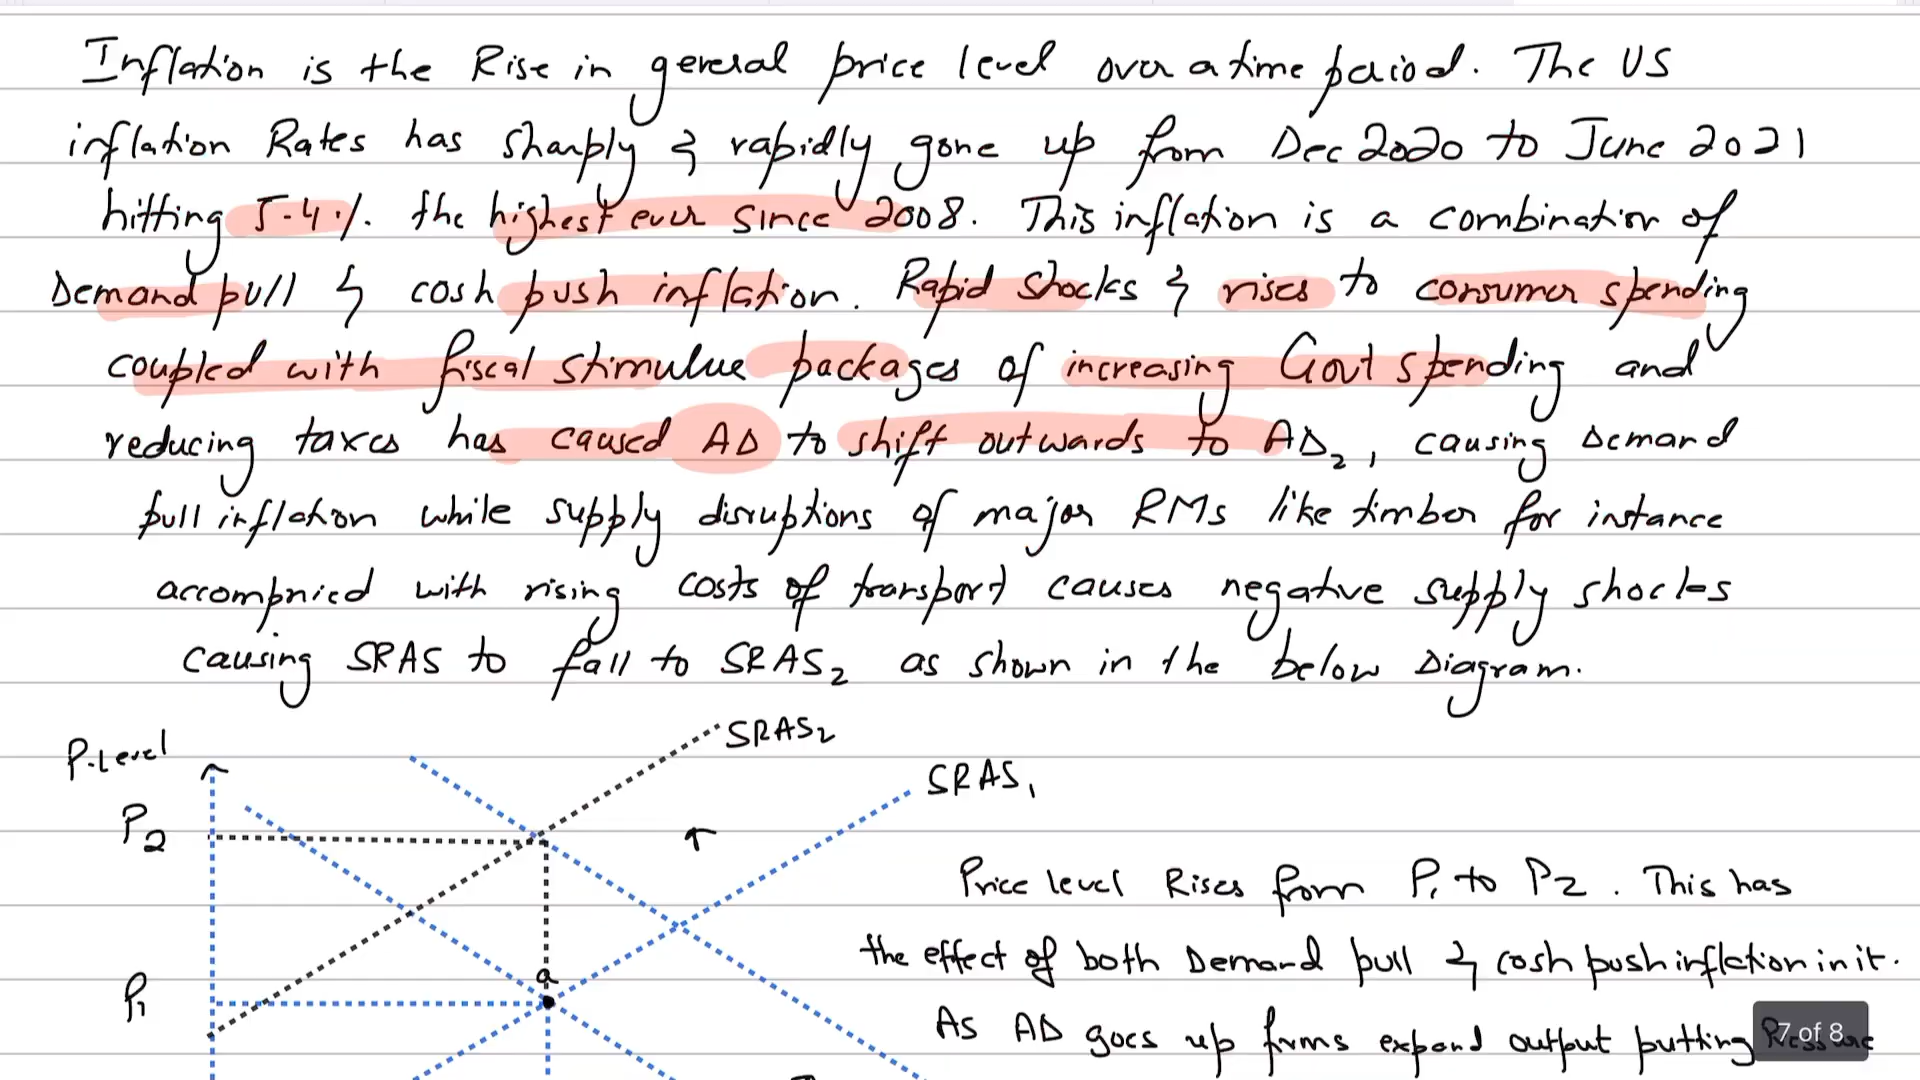 Inflation is the Rise in general price level over a time period. The US
inflation Rates has sharply & rapidly gone up from Dec 2020 to June 2021
hitting 5.4%. the highest ever since 2008. This inflation is a combination of
Demand pull & cosh push inflation. Rapid shocks & rises to consumer spending
coupled with fiscal stimulue packages of increasing Govt spending and
reducing taxes has caused AD to shift outwards to AD2, causing Demand
pull inflation while supply disruptions of major RMs like timber for instance
accompnied with rising costs of transport causes negative supply shocks
causing SRAS to fall to SRAS2 as shown in the below Diagram.
SRAS2
P.Level
SRAS1
P2
Price level Rises from P1 to P2. This has
the effect of both Demand pull & cosh push inflation in it.
a
P1
As AD goes up firms expand output putting
7 of 8